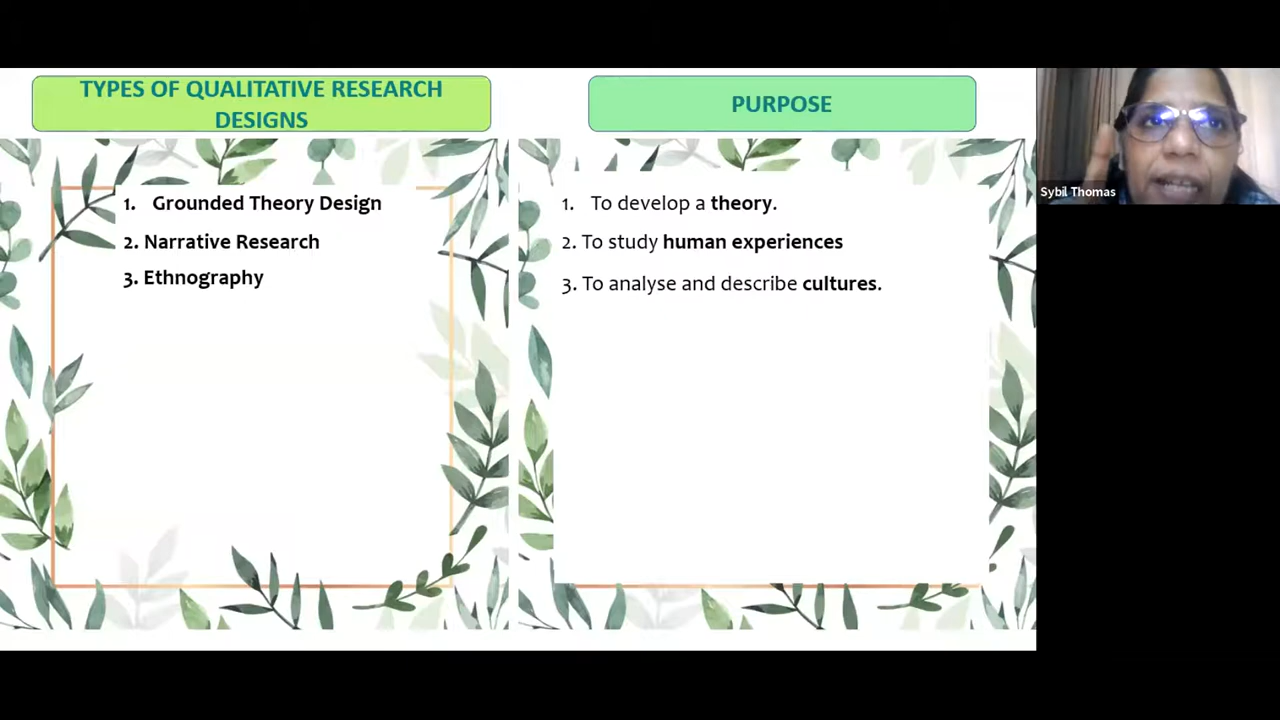 TYPES OF QUALITATIVE RESEARCH
DESIGNS
1. Grounded Theory Design
2. Narrative Research
3. Ethnography
PURPOSE
1. To develop a theory.
2. To study human experiences
3. To analyse and describe cultures.
Sybil Thomas